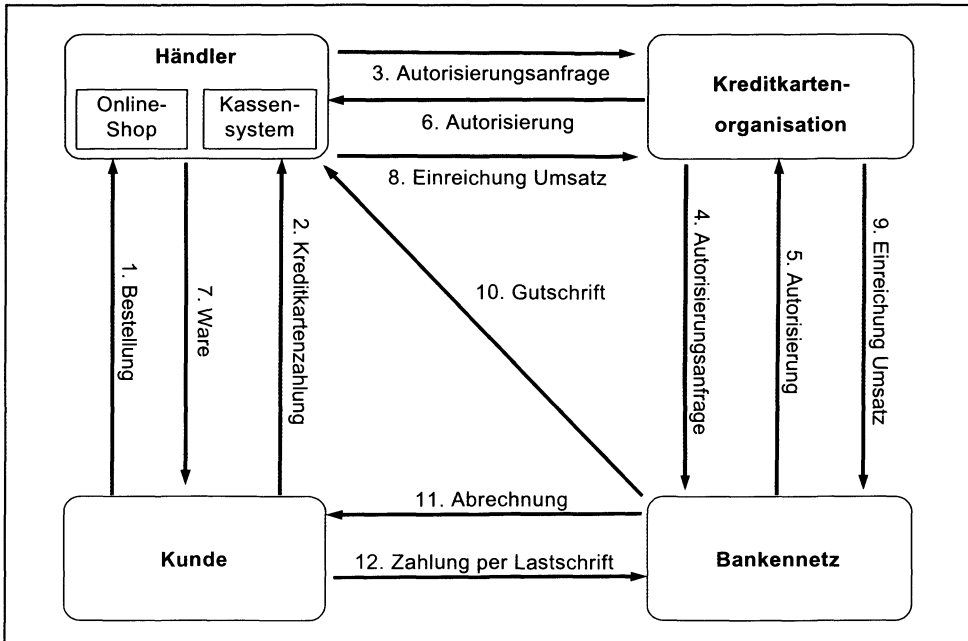 Händler
Online-
Shop
Kassen-
system
3. Autorisierungsanfrage
6. Autorisierung
8. Einreichung Umsatz
Kreditkarten-
organisation
1. Bestellung
7. Ware
2. Kreditkartenzahlung
10. Gutschrift
4. Autorisierungsanfrage
5. Autorisierung
9. Einreichung Umsatz
Kunde
11. Abrechnung
12. Zahlung per Lastschrift
Bankennetz